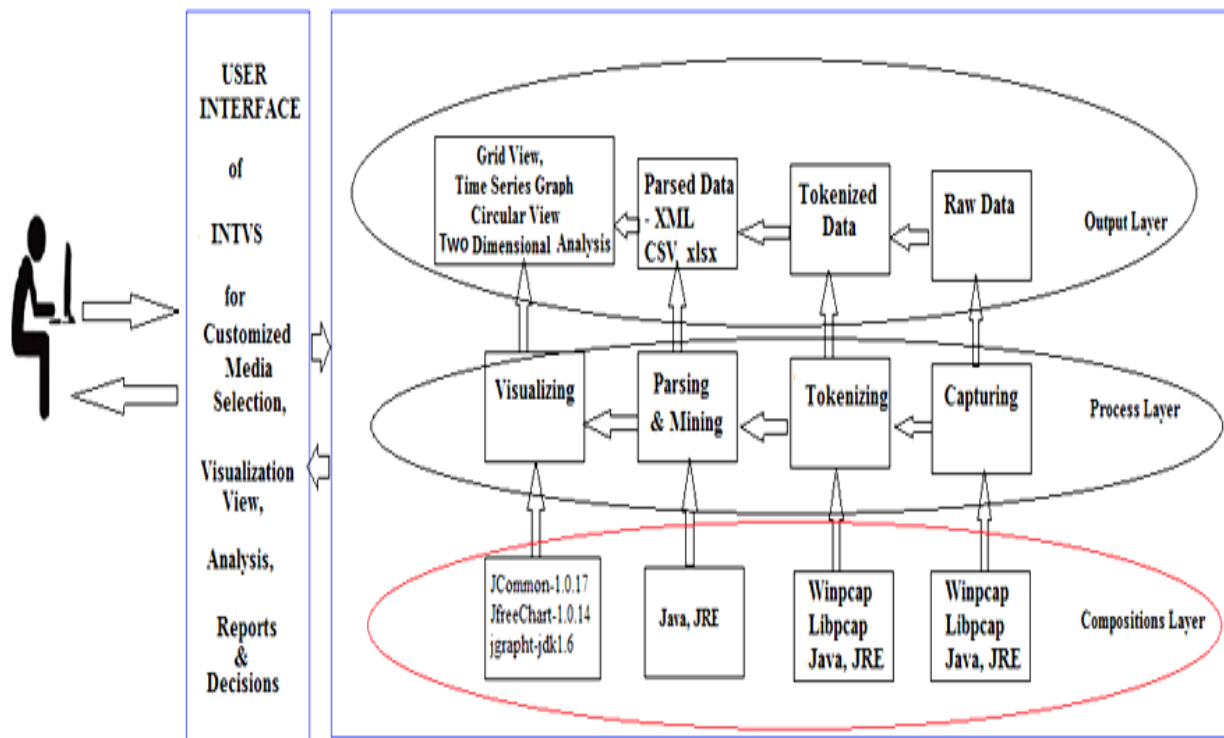 USER
INTERFACE
of
INTVS
for
Customized
Media
Selection,
Visualization
View,
Analysis,
Reports
&
Decisions
Grid View,
Time Series Graph
Circular View
Two Dimensional Analysis
Parsed Data
- XML
CSV xlsx
Tokenized
Data
Raw Data
Output Layer
Visualizing
Parsing
& Mining
Tokenizing
Capturing
Process Layer
JCommon-1.0.17
JfreeChart-1.0.14
jgrapht-jdk1.6
Java, JRE
Winpcap
Libpcap
Java, JRE
Winpcap
Libpcap
Java, JRE
Compositions Layer